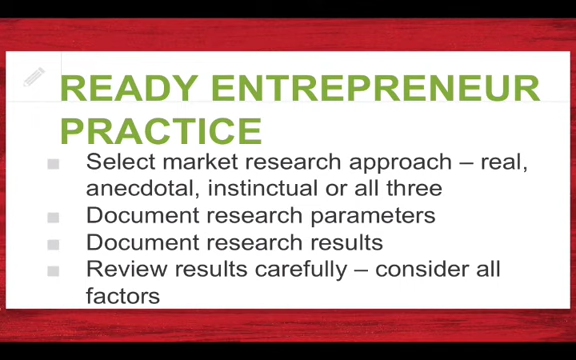 READY ENTREPRENEUR
PRACTICE
Select market research approach – real,
anecdotal, instinctual or all three
Document research parameters
Document research results
Review results carefully – consider all
factors